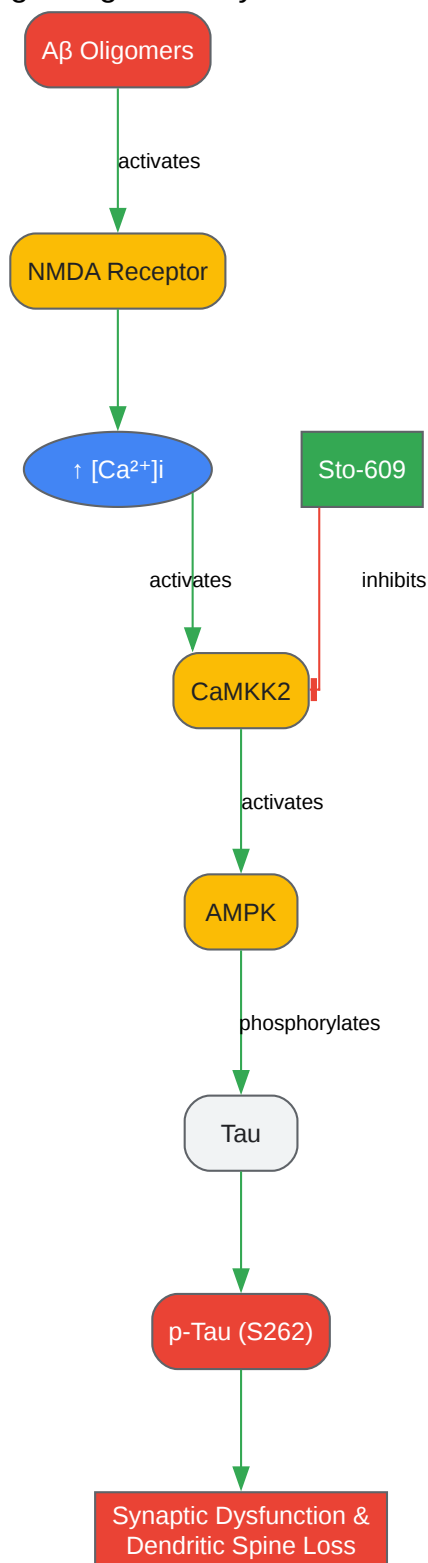 Aβ Oligomers
activates
NMDA Receptor
↑ [Ca²⁺]i
Sto-609
activates
inhibits
CaMKK2
activates
AMPK
phosphorylates
Tau
p-Tau (S262)
Synaptic Dysfunction &
Dendritic Spine Loss